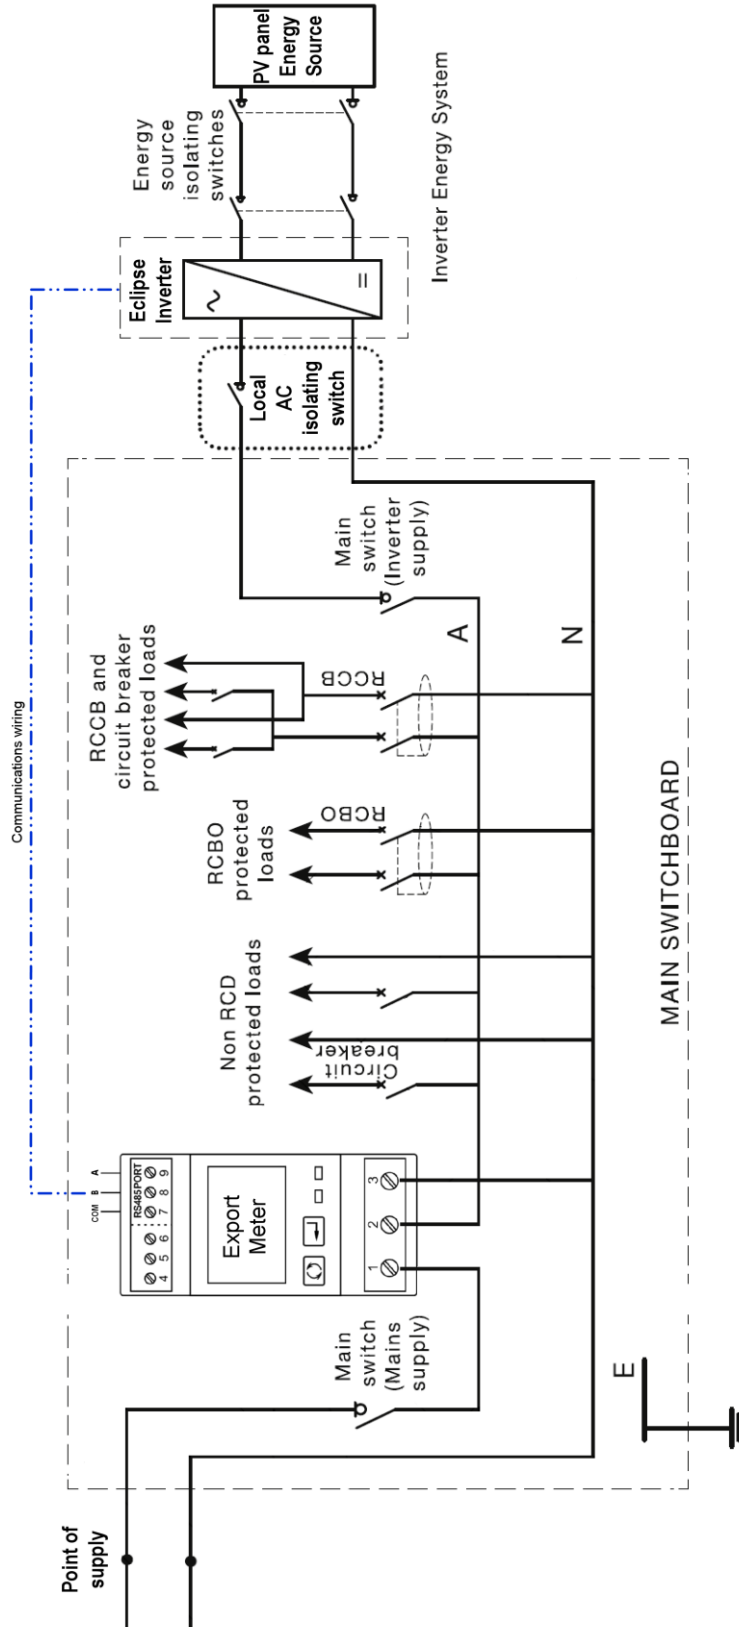 Point of
supply
Main
switch
(Mains
supply)
E
Communications wiring
COM
B
A
RS485PORT
4
5
6
7
8
9
Export
Meter
1
2
3
Circuit
breaker
Non RCD
protected loads
RCBO
protected
loads
RCBO
RCCB and
circuit breaker
protected loads
RCCB
Main
switch
(Inverter
supply)
A
N
MAIN SWITCHBOARD
Local
AC
isolating
switch
Eclipse
Inverter
~
=
Energy
source
isolating
switches
PV panel
Energy
Source
Inverter Energy System